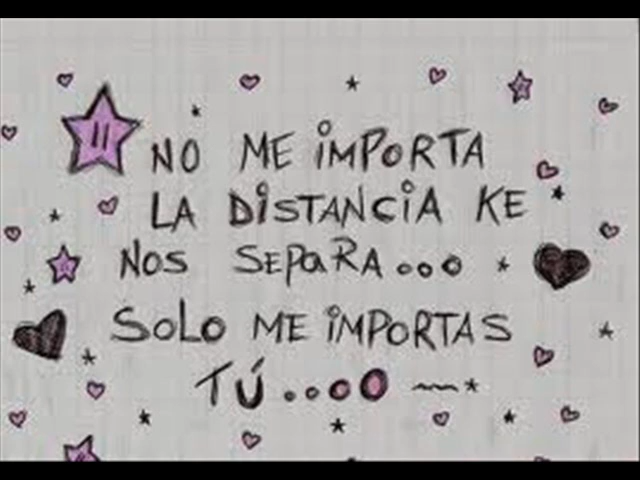 NO ME iMPORTA
LA DiSTANCiA KE
NOS SEPaRA...
SOLO ME iMPORTAS
TÚ....